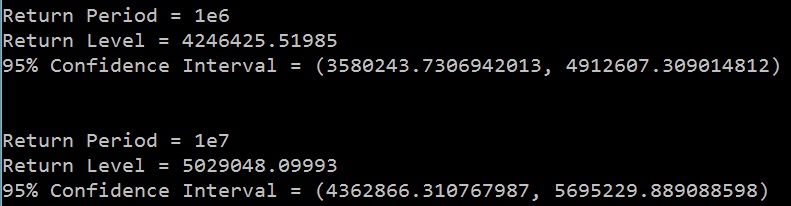 Return Period = 1e6
Return Level = 4246425.51985
95% Confidence Interval = (3580243.7306942013, 4912607.309014812)
Return Period = 1e7
Return Level = 5029048.09993
95% Confidence Interval = (4362866.310767987, 5695229.889088598)